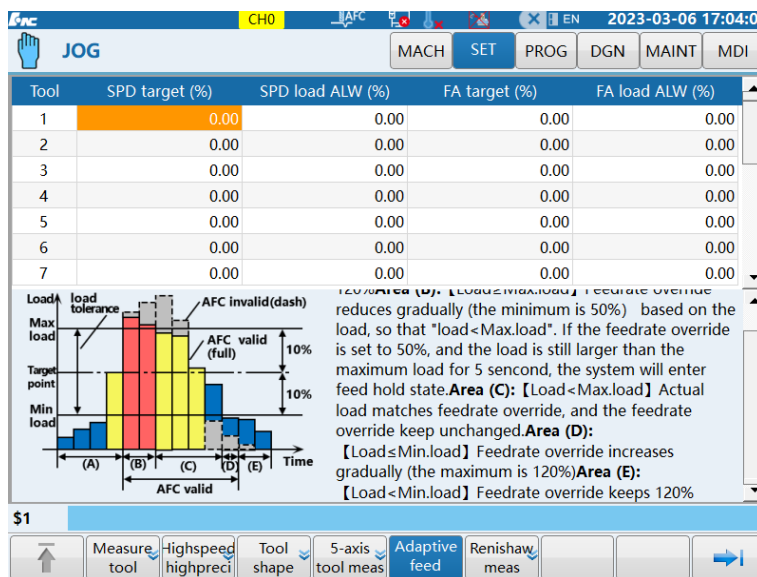 HNC CH0 AFC EN 2023-03-06 17:04:0
JOG MACH SET PROG DGN MAINT MDI
Tool SPD target (%) SPD load ALW (%) FA target (%) FA load ALW (%)
1 0.00 0.00 0.00 0.00
2 0.00 0.00 0.00 0.00
3 0.00 0.00 0.00 0.00
4 0.00 0.00 0.00 0.00
5 0.00 0.00 0.00 0.00
6 0.00 0.00 0.00 0.00
7 0.00 0.00 0.00 0.00
Load
load
tolerance
AFC invalid(dash)
Max
load
AFC valid
(full)
10%
Target
point
10%
Min
load
(A) (B) (C) (D) (E) Time
AFC valid
120%Area (B):【Load≥Max.load】Feedrate override
reduces gradually (the minimum is 50%) based on the
load, so that "load<Max.load". If the feedrate override
is set to 50%, and the load is still larger than the
maximum load for 5 sencond, the system will enter
feed hold state.Area (C):【Load<Max.load】Actual
load matches feedrate override, and the feedrate
override keep unchanged.Area (D):
【Load≤Min.load】Feedrate override increases
gradually (the maximum is 120%)Area (E):
【Load<Min.load】Feedrate override keeps 120%
$1
Measure
tool
Highspeed
highpreci
Tool
shape
5-axis
tool meas
Adaptive
feed
Renishaw
meas